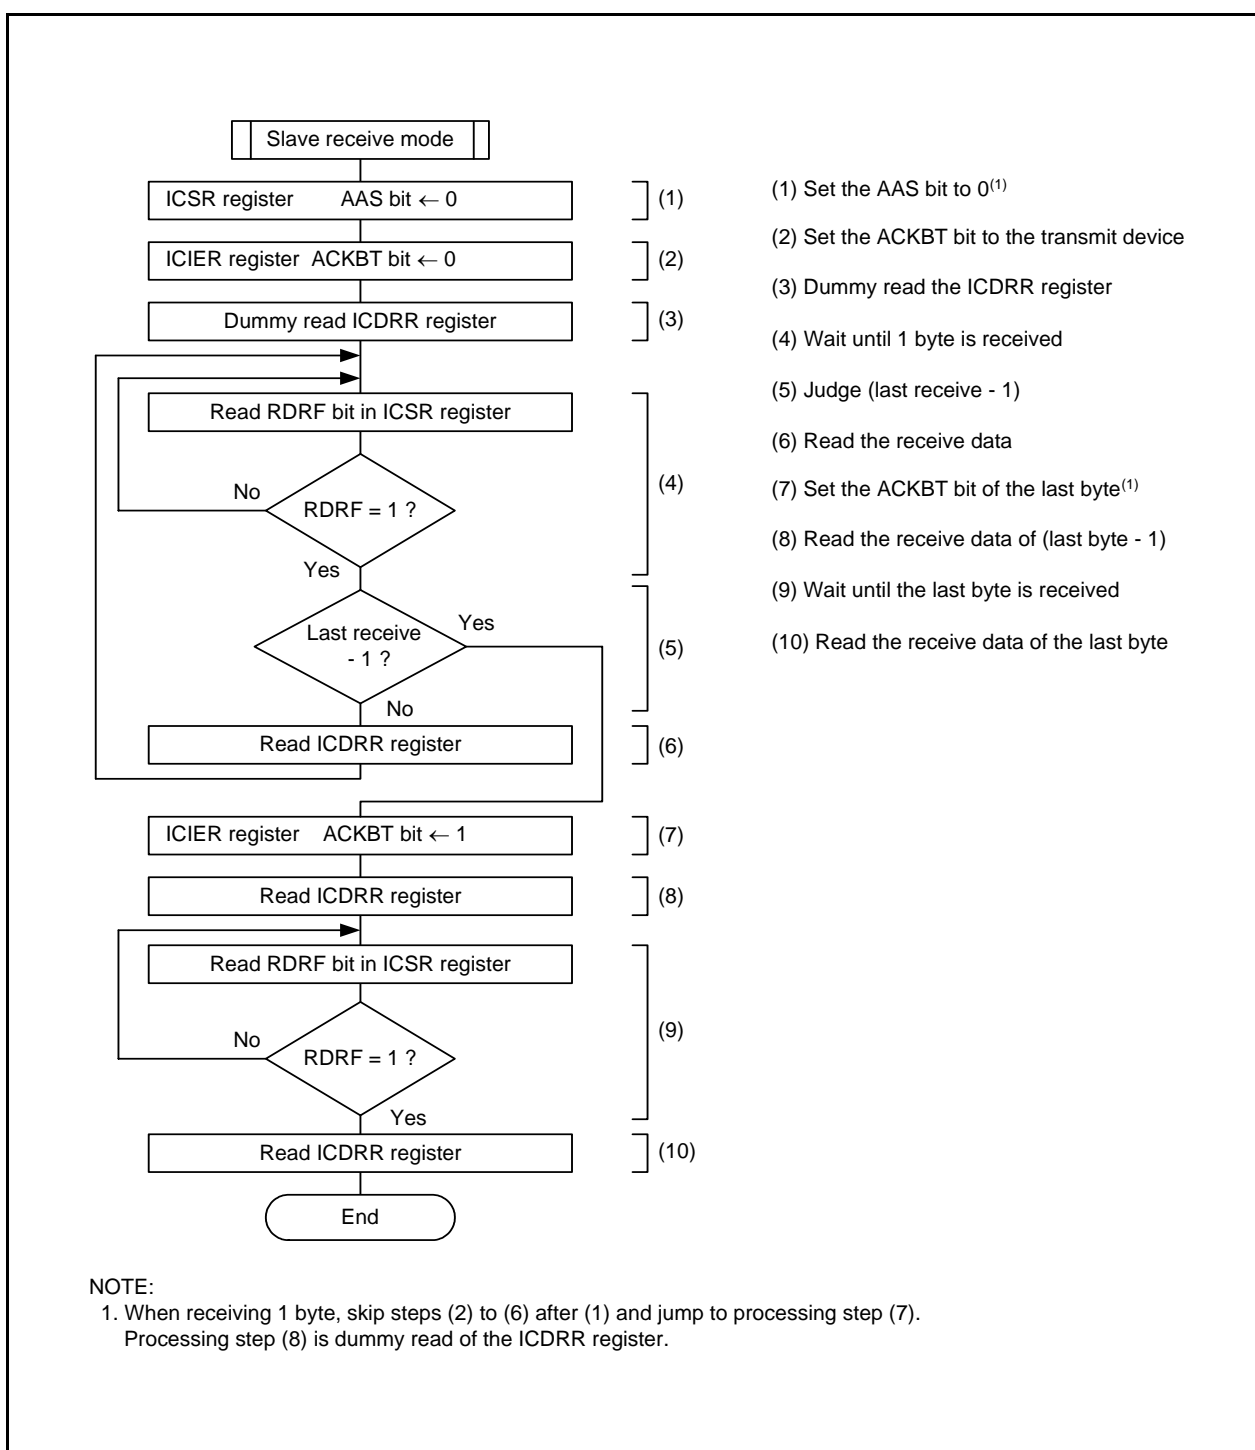 Slave receive mode
ICSR register AAS bit ← 0 (1)
ICIER register ACKBT bit ← 0 (2)
Dummy read ICDRR register (3)
Read RDRF bit in ICSR register
No
RDRF = 1 ?
(4)
Yes
Last receive
- 1 ?
Yes
(5)
No
Read ICDRR register (6)
ICIER register ACKBT bit ← 1 (7)
Read ICDRR register (8)
Read RDRF bit in ICSR register
No
RDRF = 1 ?
(9)
Yes
Read ICDRR register (10)
End
(1) Set the AAS bit to 0(1)
(2) Set the ACKBT bit to the transmit device
(3) Dummy read the ICDRR register
(4) Wait until 1 byte is received
(5) Judge (last receive - 1)
(6) Read the receive data
(7) Set the ACKBT bit of the last byte(1)
(8) Read the receive data of (last byte - 1)
(9) Wait until the last byte is received
(10) Read the receive data of the last byte
NOTE:
1. When receiving 1 byte, skip steps (2) to (6) after (1) and jump to processing step (7).
Processing step (8) is dummy read of the ICDRR register.